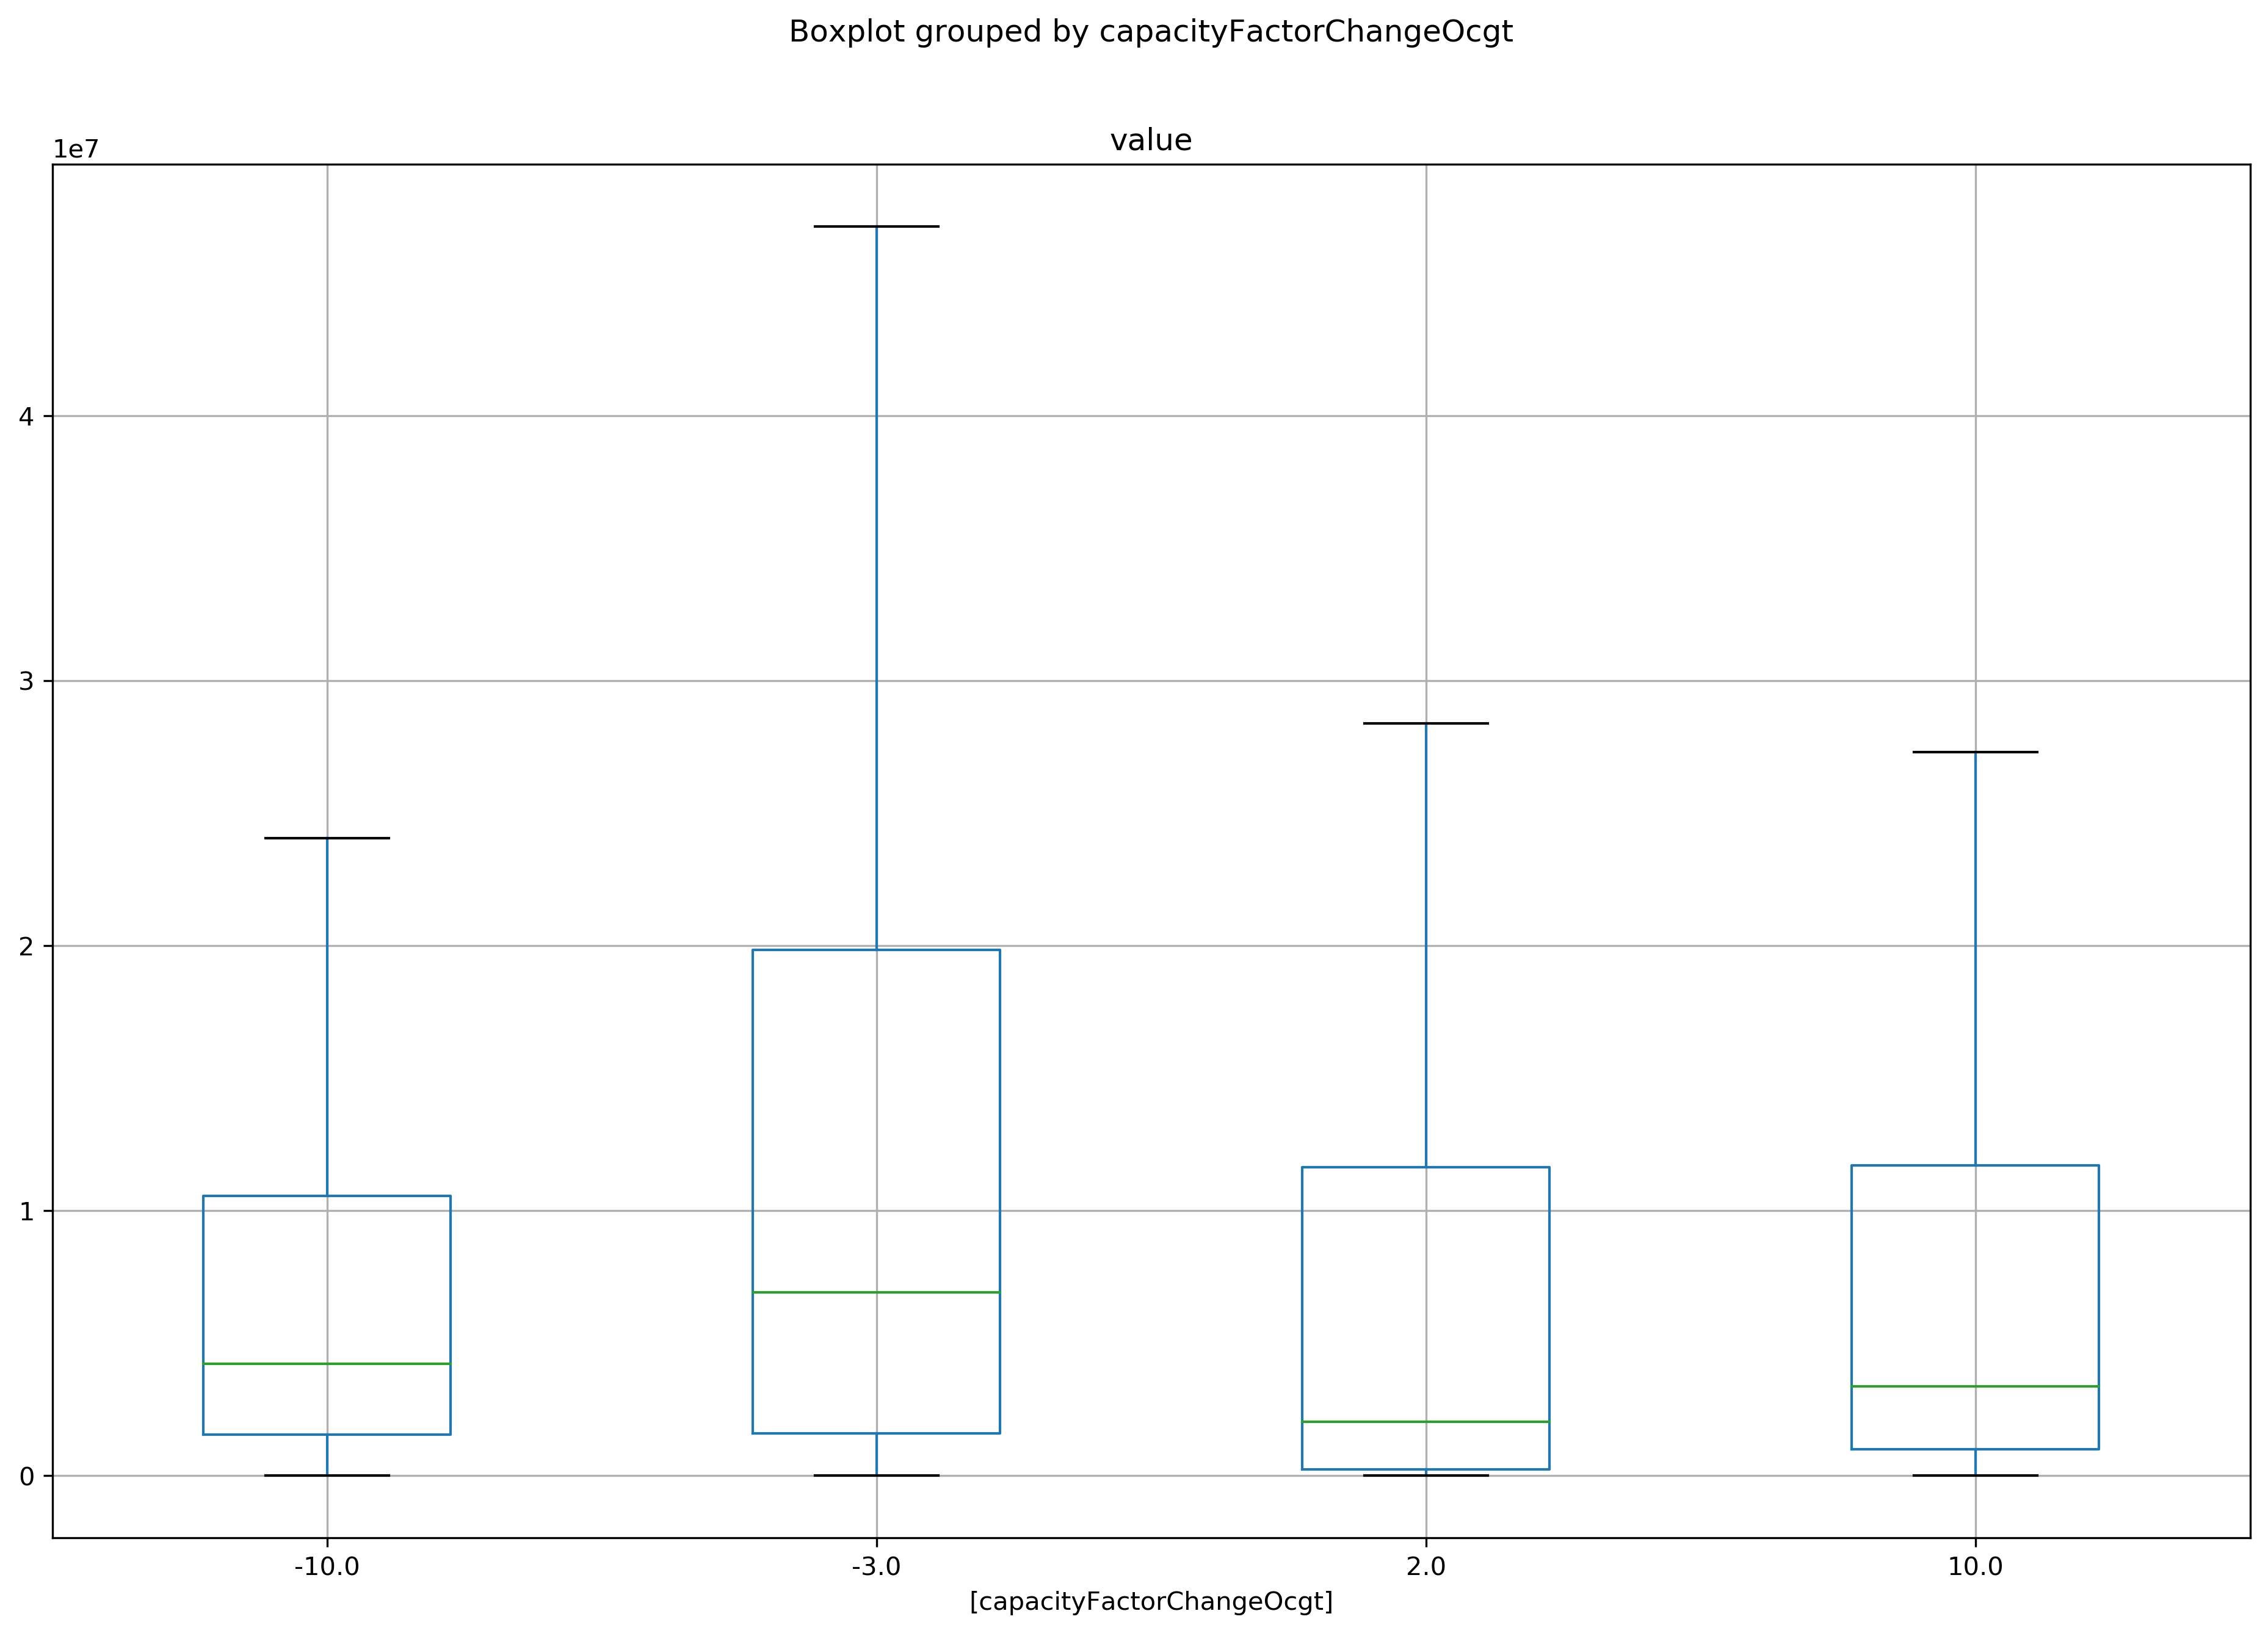 Boxplot grouped by capacityFactorChangeOcgt
value
1e7
4
3
2
1
0
-10.0 -3.0 2.0 10.0
[capacityFactorChangeOcgt]